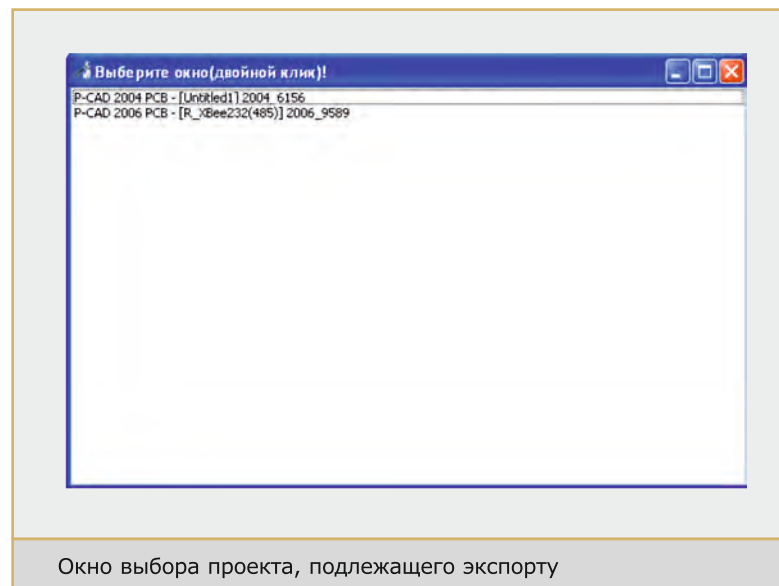 Выберите окно(двойной клик)!
P-CAD 2004 PCB - [Untitled1] 2004_6156
P-CAD 2006 PCB - [R_XBee232(485)] 2006_9589
Окно выбора проекта, подлежащего экспорту